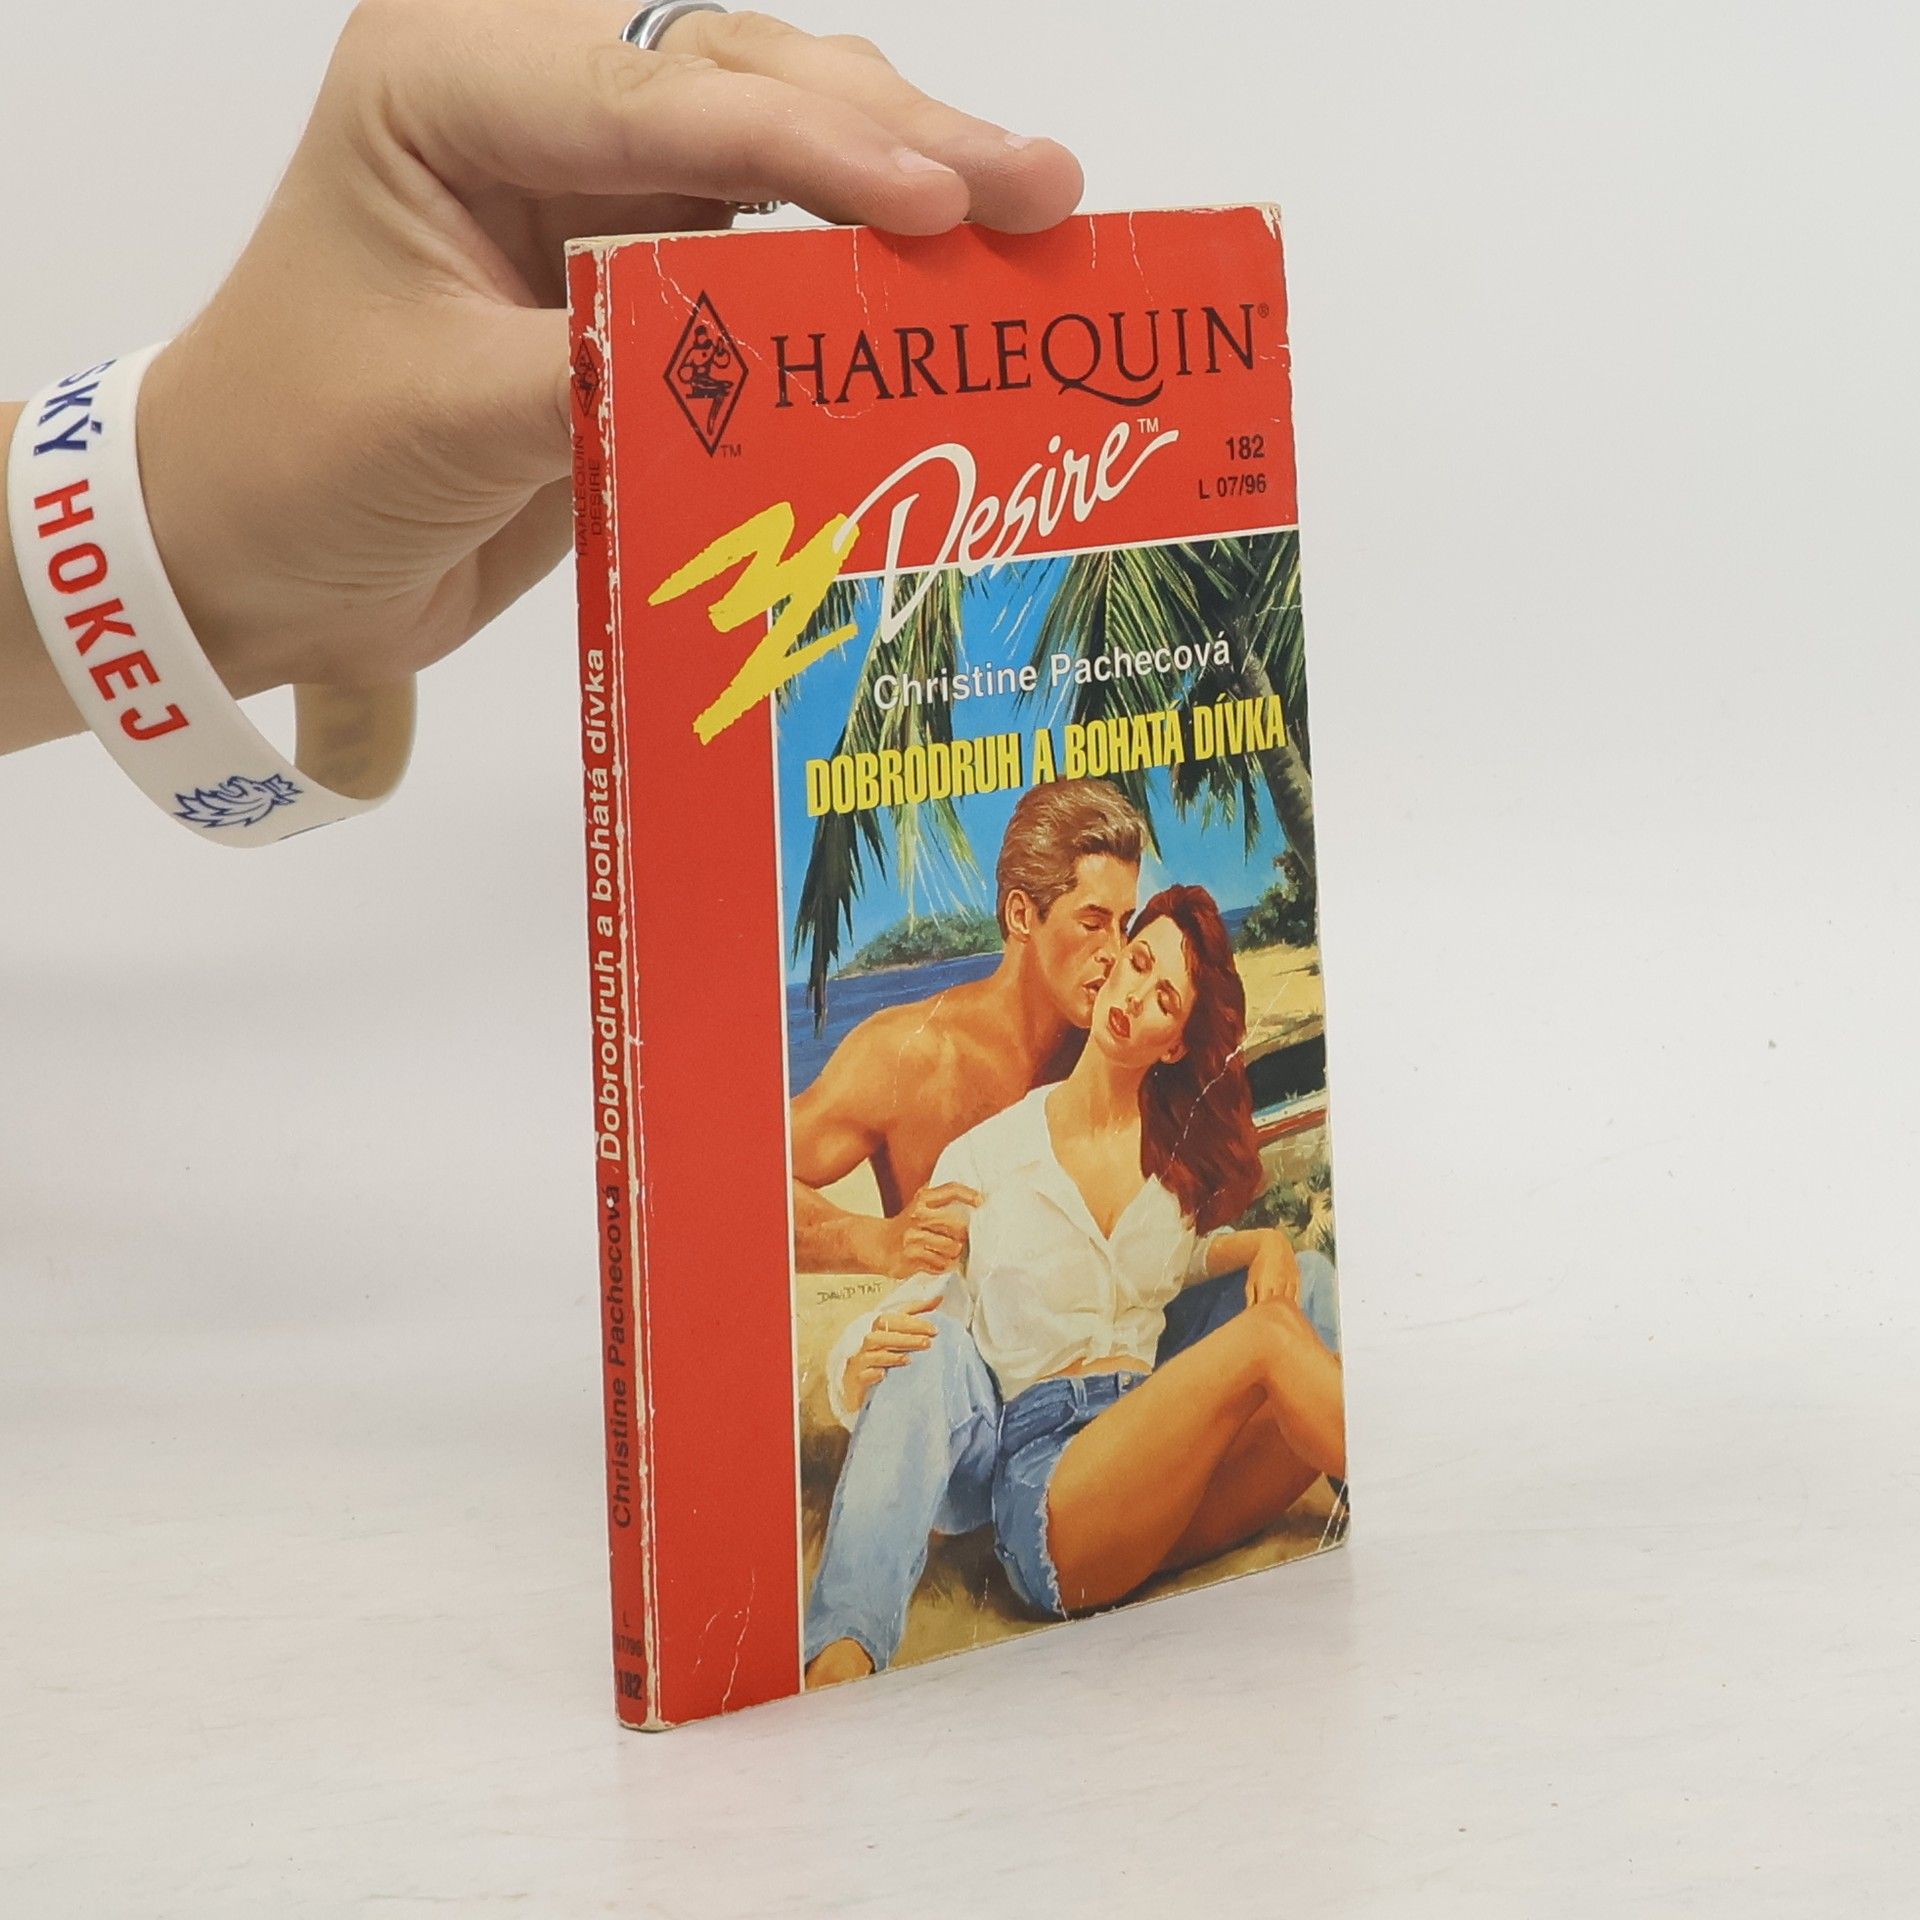 SKÝ HOKEJ
HARLEQUIN®
TM
Desire™
182
L 07/96
Christine Pachecová
DOBRODRUH A BOHATÁ DÍVKA
DAVID TAIT
HARLEQUIN
DESIRE
Christine Pachecová Dobrodruh a bohatá dívka
L
07/96
182